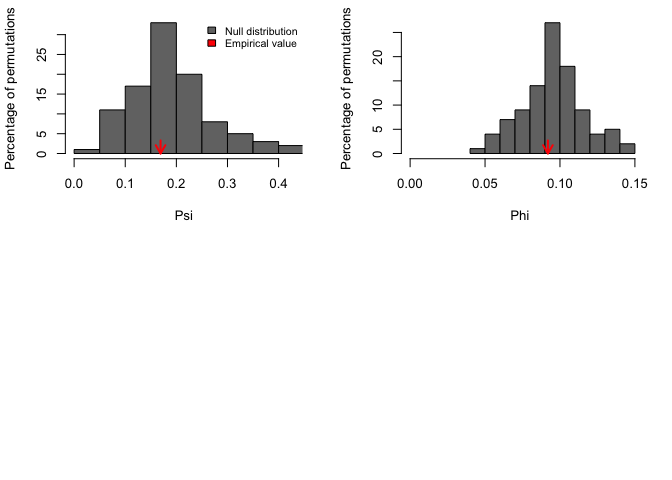 Percentage of permutations
0
5
15
25
Null distribution
Empirical value
0.0
0.1
0.2
0.3
0.4
Psi
Percentage of permutations
0
5
10
20
0.00
0.05
0.10
0.15
Phi